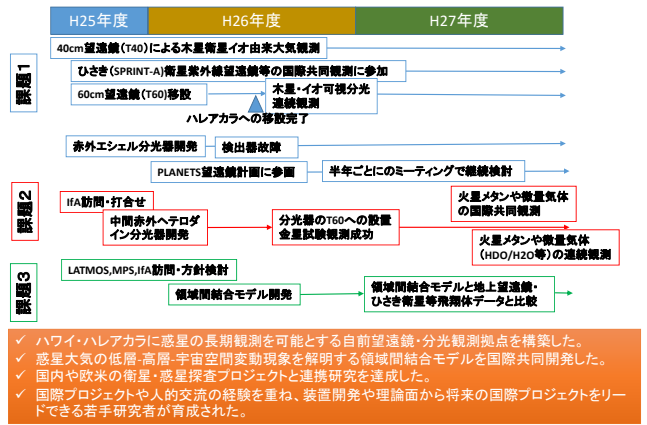 H25年度
H26年度
H27年度
課題1
40cm望遠鏡(T40)による木星衛星イオ由来大気観測
ひさき(SPRINT-A)衛星紫外線望遠鏡等の国際共同観測に参加
60cm望遠鏡(T60)移設
木星・イオ可視分光
連続観測
ハレアカラへの移設完了
赤外エシェル分光器開発
検出器故障
PLANETS望遠鏡計画に参画
半年ごとにのミーティングで継続検討
課題2
IfA訪問・打合せ
中間赤外ヘテロダ
イン分光器開発
分光器のT60への設置
金星試験観測成功
火星メタンや微量気体
の国際共同観測
火星メタンや微量気体
(HDO/H2O等)の連続観測
課題3
LATMOS,MPS,IfA訪問・方針検討
領域間結合モデル開発
領域間結合モデルと地上望遠鏡・
ひさき衛星等飛翔体データと比較
✓ ハワイ・ハレアカラに惑星の長期観測を可能とする自前望遠鏡・分光観測拠点を構築した。
✓ 惑星大気の低層-高層-宇宙空間変動現象を解明する領域間結合モデルを国際共同開発した。
✓ 国内や欧米の衛星・惑星探査プロジェクトと連携研究を達成した。
✓ 国際プロジェクトや人的交流の経験を重ね、装置開発や理論面から将来の国際プロジェクトをリー
ドできる若手研究者が育成された。